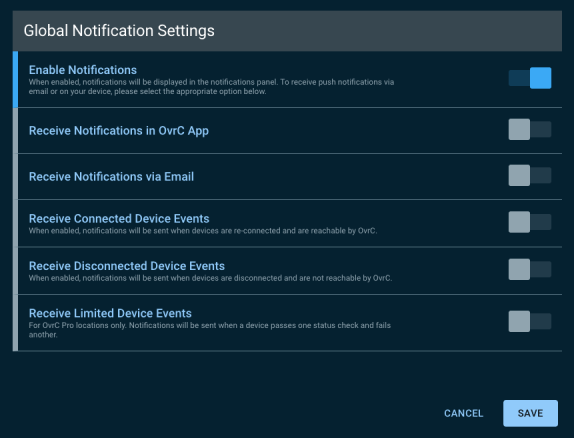 Global Notification Settings
Enable Notifications
When enabled, notifications will be displayed in the notifications panel. To receive push notifications via
email or on your device, please select the appropriate option below.
Receive Notifications in OvrC App
Receive Notifications via Email
Receive Connected Device Events
When enabled, notifications will be sent when devices are re-connected and are reachable by OvrC.
Receive Disconnected Device Events
When enabled, notifications will be sent when devices are disconnected and are not reachable by OvrC.
Receive Limited Device Events
For OvrC Pro locations only. Notifications will be sent when a device passes one status check and fails
another.
CANCEL SAVE